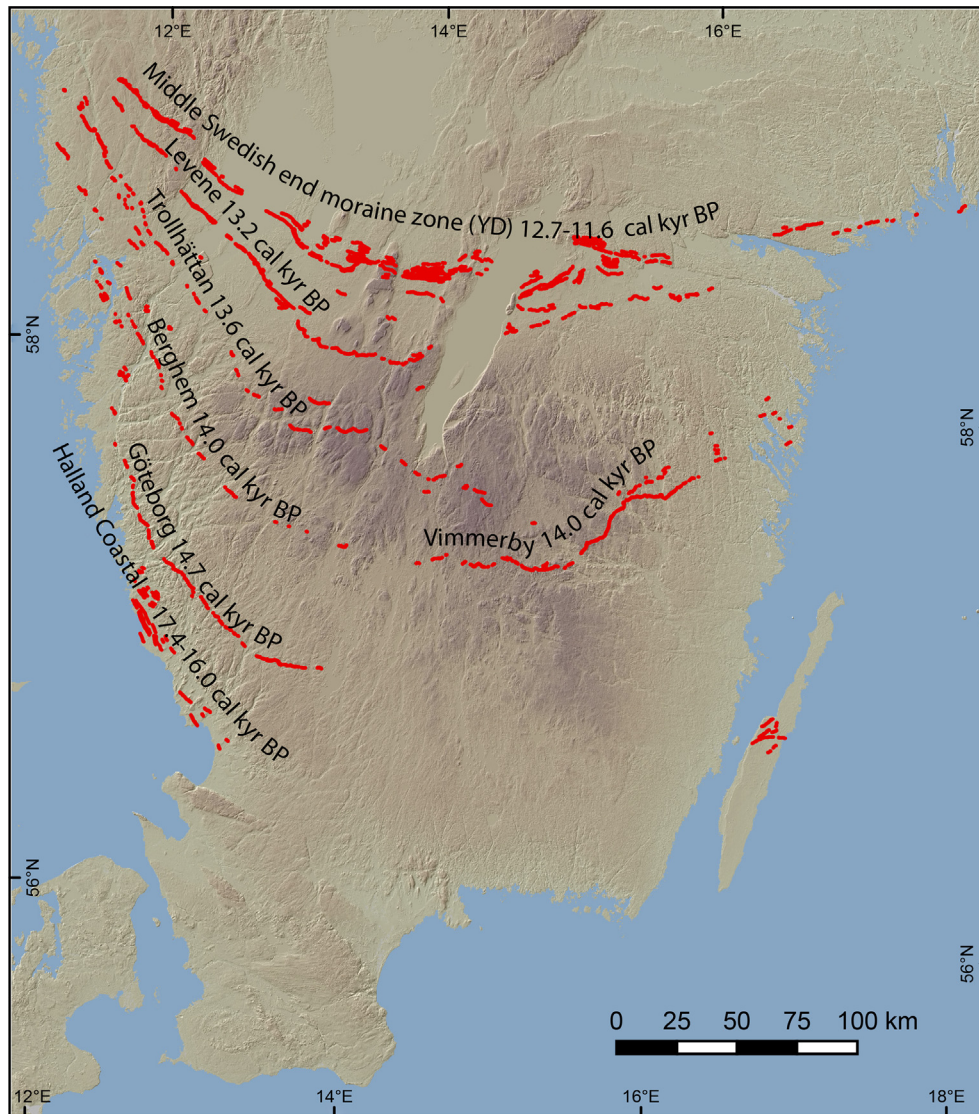 12°E
14°E
16°E
Middle Swedish end moraine zone (YD) 12.7-11.6 cal kyr BP
Levene 13.2 cal kyr BP
Trollhättan 13.6 cal kyr BP
58°N
Berghem 14.0 cal kyr BP
58°N
Göteborg 14.7 cal kyr BP
Vimmerby 14.0 cal kyr BP
Halland Coastal 17.4-16.0 cal kyr BP
56°N
56°N
0 25 50 75 100 km
12°E
14°E
16°E
18°E